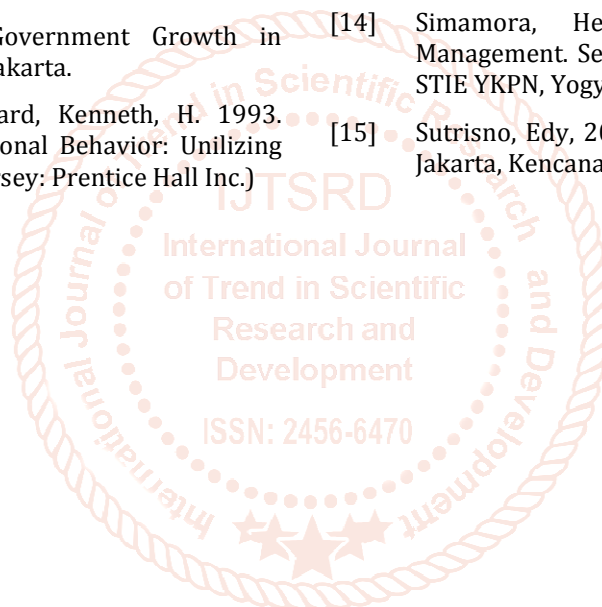 Government Growth in
akarta.
ard, Kenneth, H. 1993.
onal Behavior: Unilizing
rsey: Prentice Hall Inc.)
[14] Simamora, He
Management. Se
STIE YKPN, Yogy
[15] Sutrisno, Edy, 20
Jakarta, Kencana
International Journal of Trend in Scientific Research and Development
IJTSRD
International Journal
of Trend in Scientific
Research and
Development
ISSN: 2456-6470